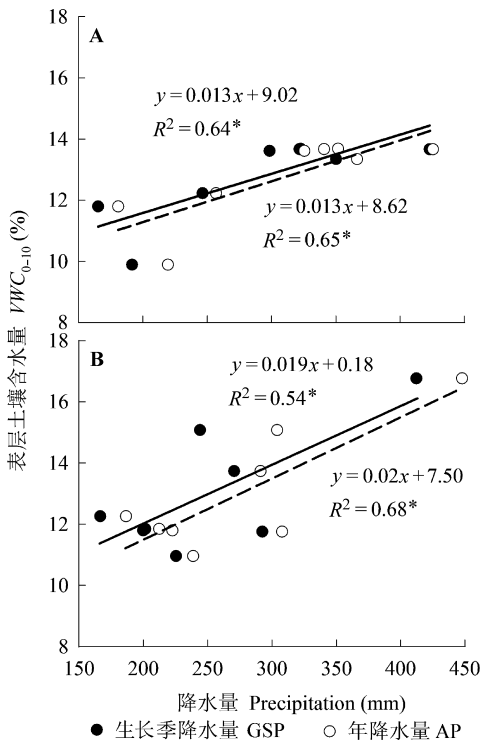 18
A
16
y=0.013x+9.02
R²=0.64*
14
12
y=0.013x+8.62
R²=0.65*
10
8
表层土壤含水量 VWC₀₋₁₀ (%)
18
B
y=0.019x+0.18
R²=0.54*
16
14
y=0.02x+7.50
R²=0.68*
12
10
8
150 200 250 300 350 400 450
降水量 Precipitation (mm)
● 生长季降水量 GSP ○ 年降水量 AP